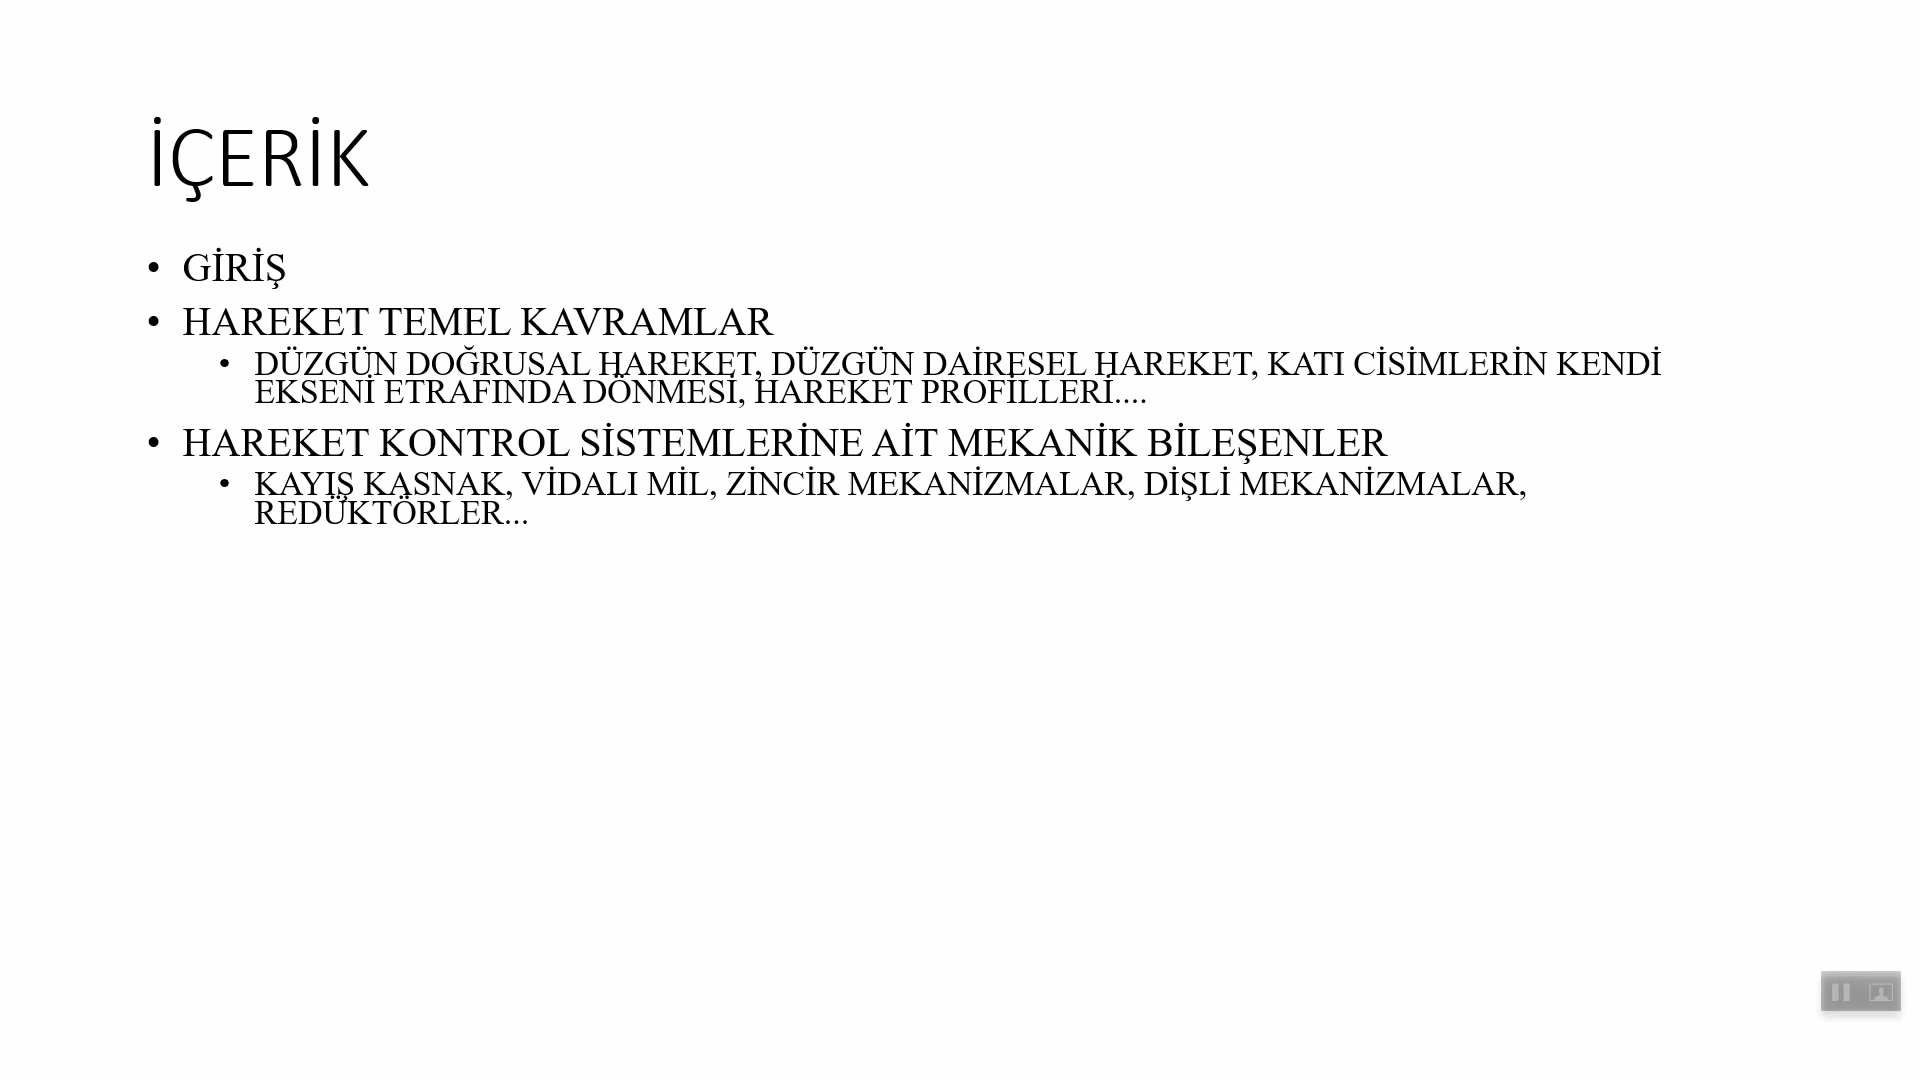 İÇERİK
• GİRİŞ
• HAREKET TEMEL KAVRAMLAR
• DÜZGÜN DOĞRUSAL HAREKET, DÜZGÜN DAİRESEL HAREKET, KATI CİSİMLERİN KENDİ
EKSENİ ETRAFINDA DÖNMESİ, HAREKET PROFİLLERİ....
• HAREKET KONTROL SİSTEMLERİNE AİT MEKANİK BİLEŞENLER
• KAYIŞ KASNAK, VİDALI MİL, ZİNCİR MEKANİZMALAR, DİŞLİ MEKANİZMALAR,
REDÜKTÖRLER...